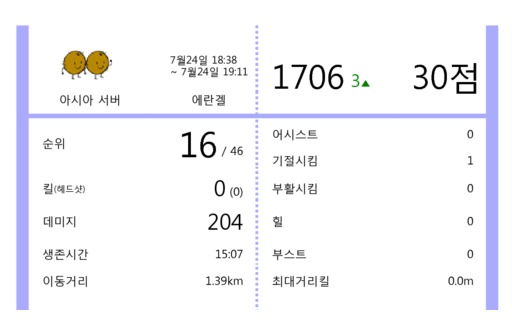 7월24일 18:38
~ 7월24일 19:11
아시아 서버
에란겔
1706 3▲ 30점
순위 16 / 46
킬(헤드샷) 0 (0)
데미지 204
생존시간 15:07
이동거리 1.39km
어시스트 0
기절시킴 1
부활시킴 0
힐 0
부스트 0
최대거리킬 0.0m